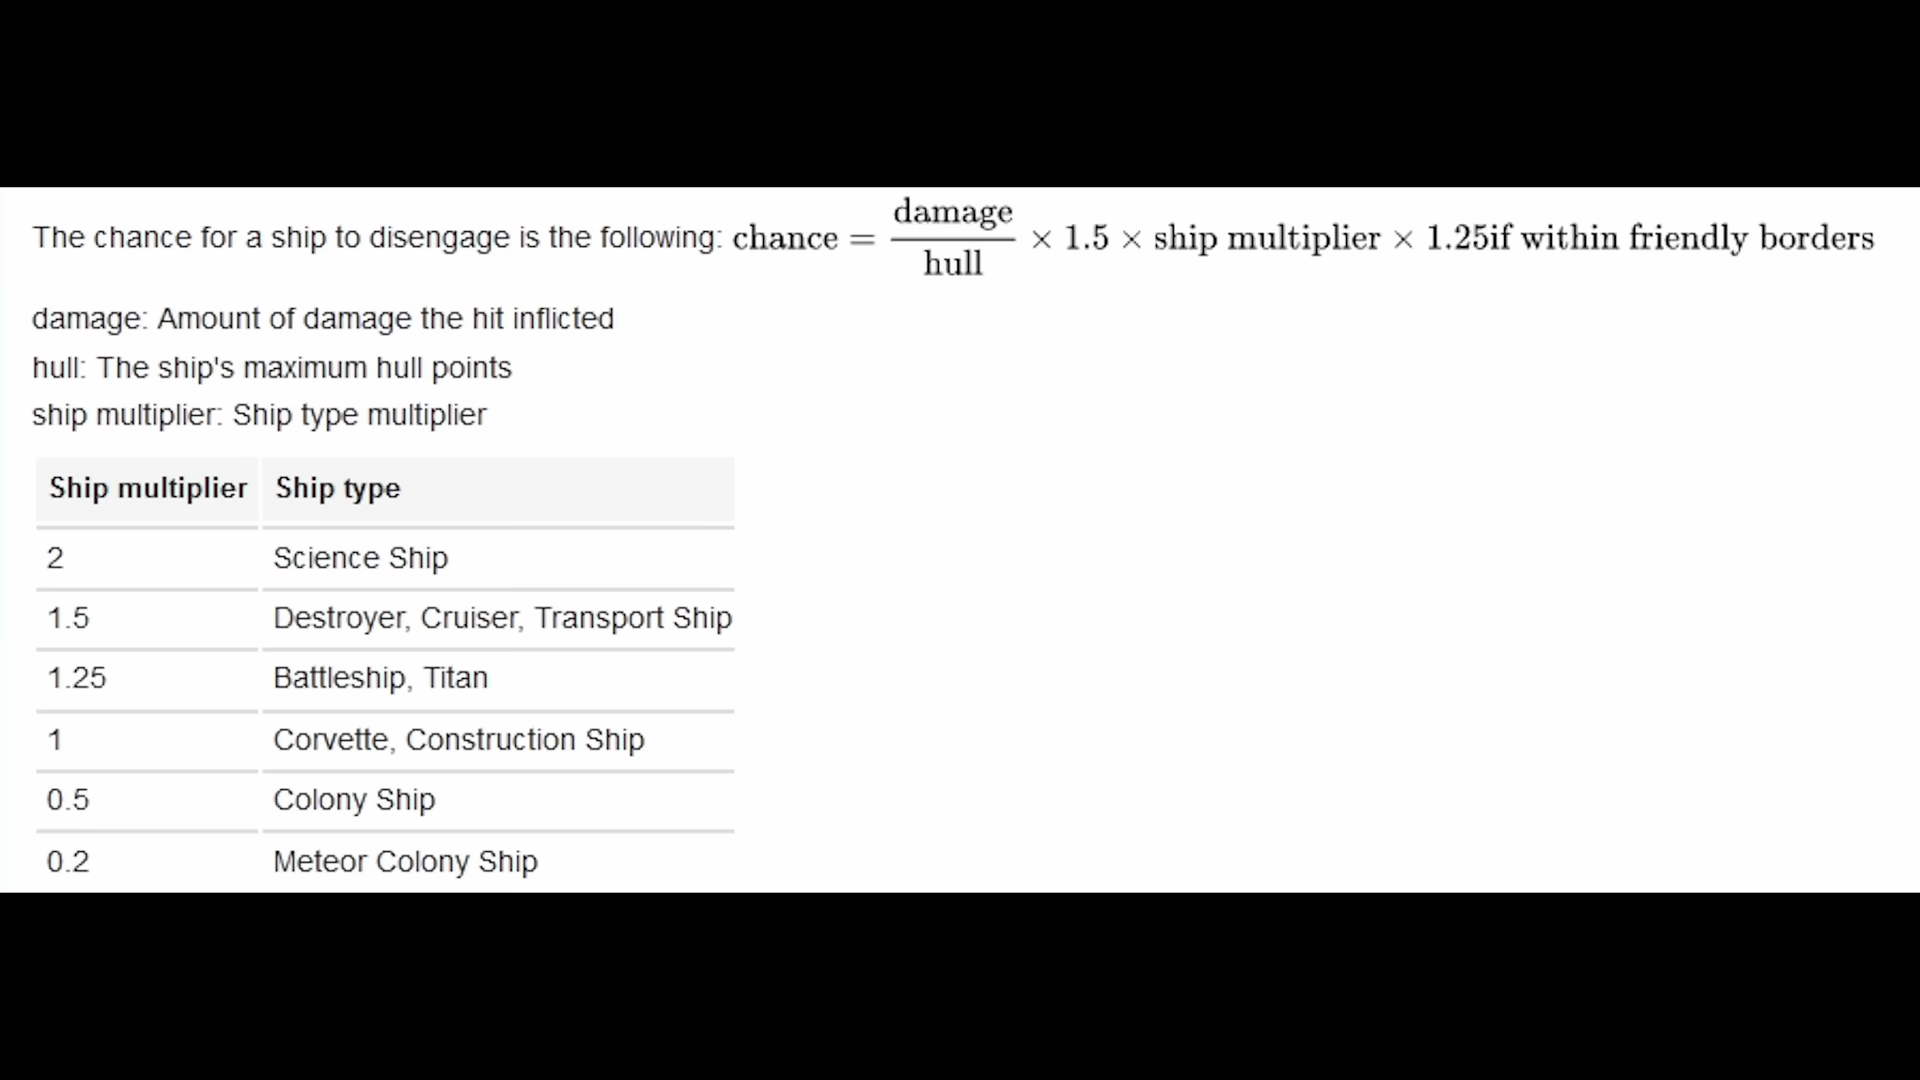 The chance for a ship to disengage is the following: chance = damage / hull × 1.5 × ship multiplier × 1.25if within friendly borders
damage: Amount of damage the hit inflicted
hull: The ship's maximum hull points
ship multiplier: Ship type multiplier
Ship multiplier Ship type
2 Science Ship
1.5 Destroyer, Cruiser, Transport Ship
1.25 Battleship, Titan
1 Corvette, Construction Ship
0.5 Colony Ship
0.2 Meteor Colony Ship